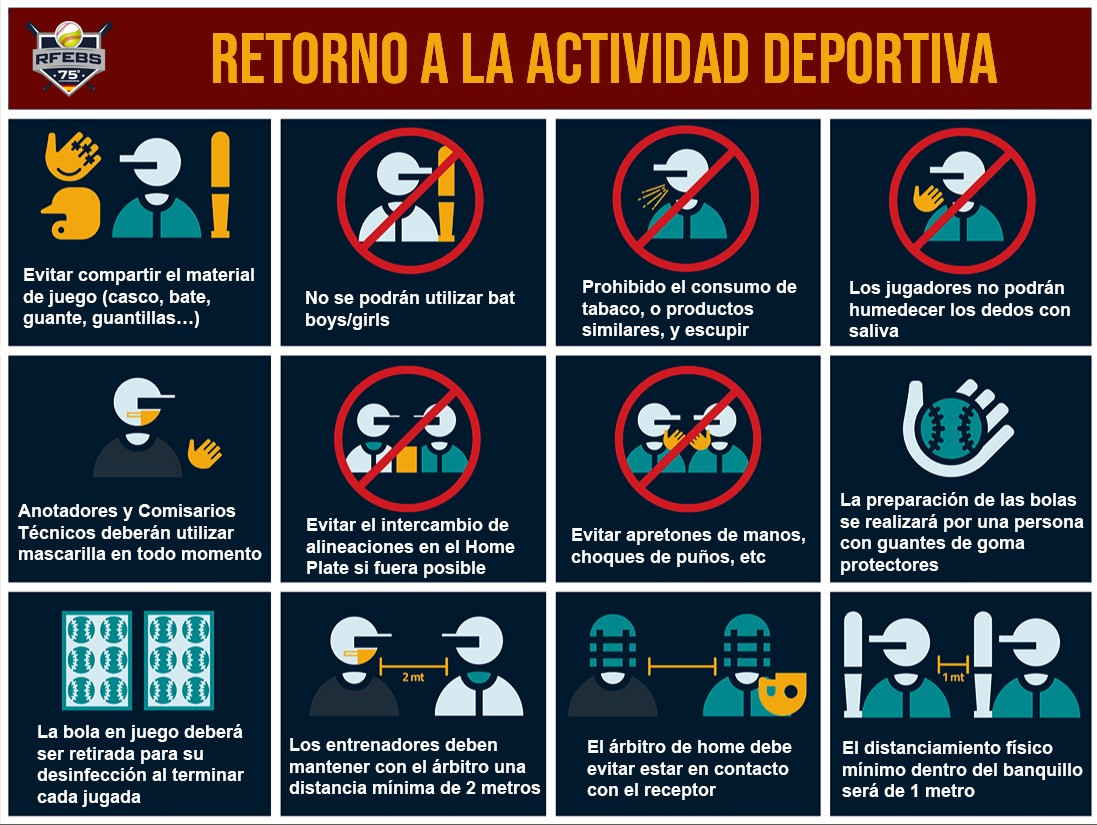 RFEBS
75º
RETORNO A LA ACTIVIDAD DEPORTIVA
Evitar compartir el material
de juego (casco, bate,
guante, guantillas...)
No se podrán utilizar bat
boys/girls
Prohibido el consumo de
tabaco, o productos
similares, y escupir
Los jugadores no podrán
humedecer los dedos con
saliva
Anotadores y Comisarios
Técnicos deberán utilizar
mascarilla en todo momento
Evitar el intercambio de
alineaciones en el Home
Plate si fuera posible
Evitar apretones de manos,
choques de puños, etc
La preparación de las bolas
se realizará por una persona
con guantes de goma
protectores
La bola en juego deberá
ser retirada para su
desinfección al terminar
cada jugada
2 mt
Los entrenadores deben
mantener con el árbitro una
distancia mínima de 2 metros
El árbitro de home debe
evitar estar en contacto
con el receptor
1 mt
El distanciamiento físico
mínimo dentro del banquillo
será de 1 metro